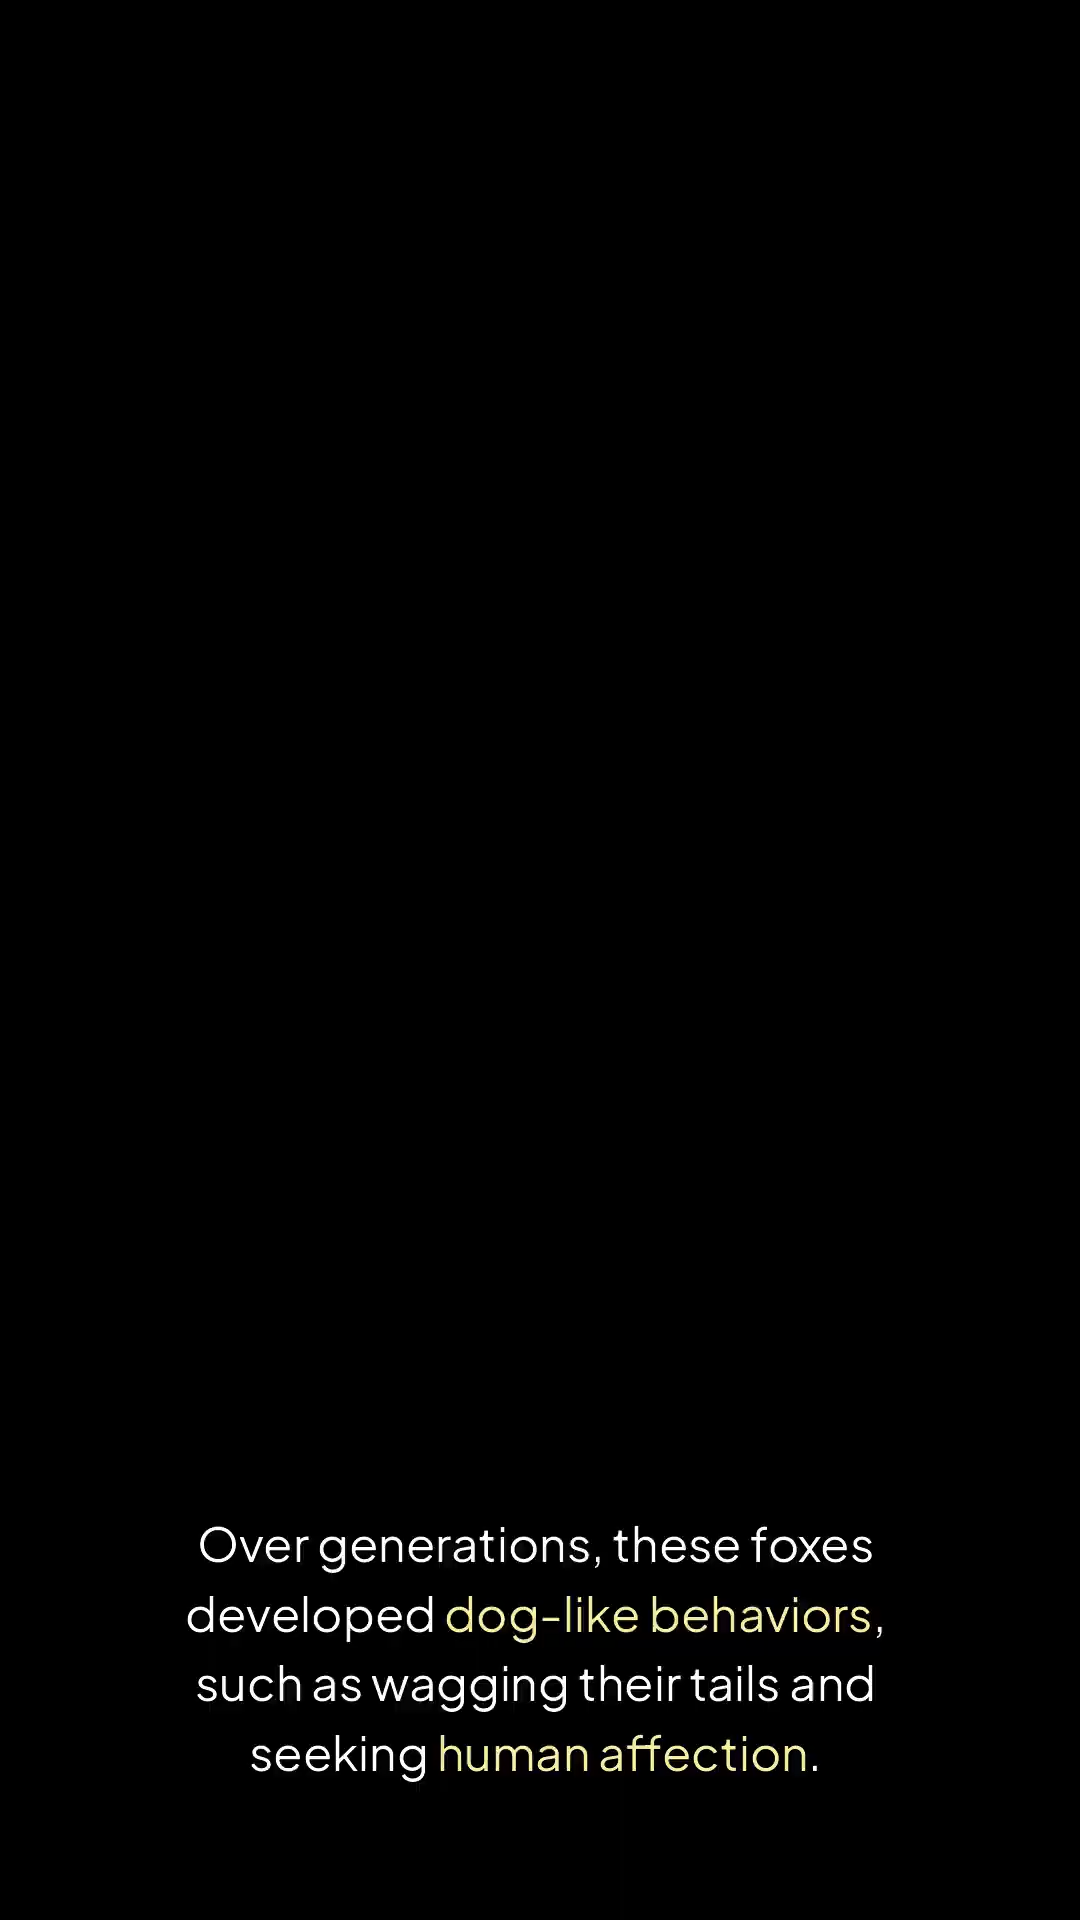 Over generations, these foxes
developed dog-like behaviors,
such as wagging their tails and
seeking human affection.